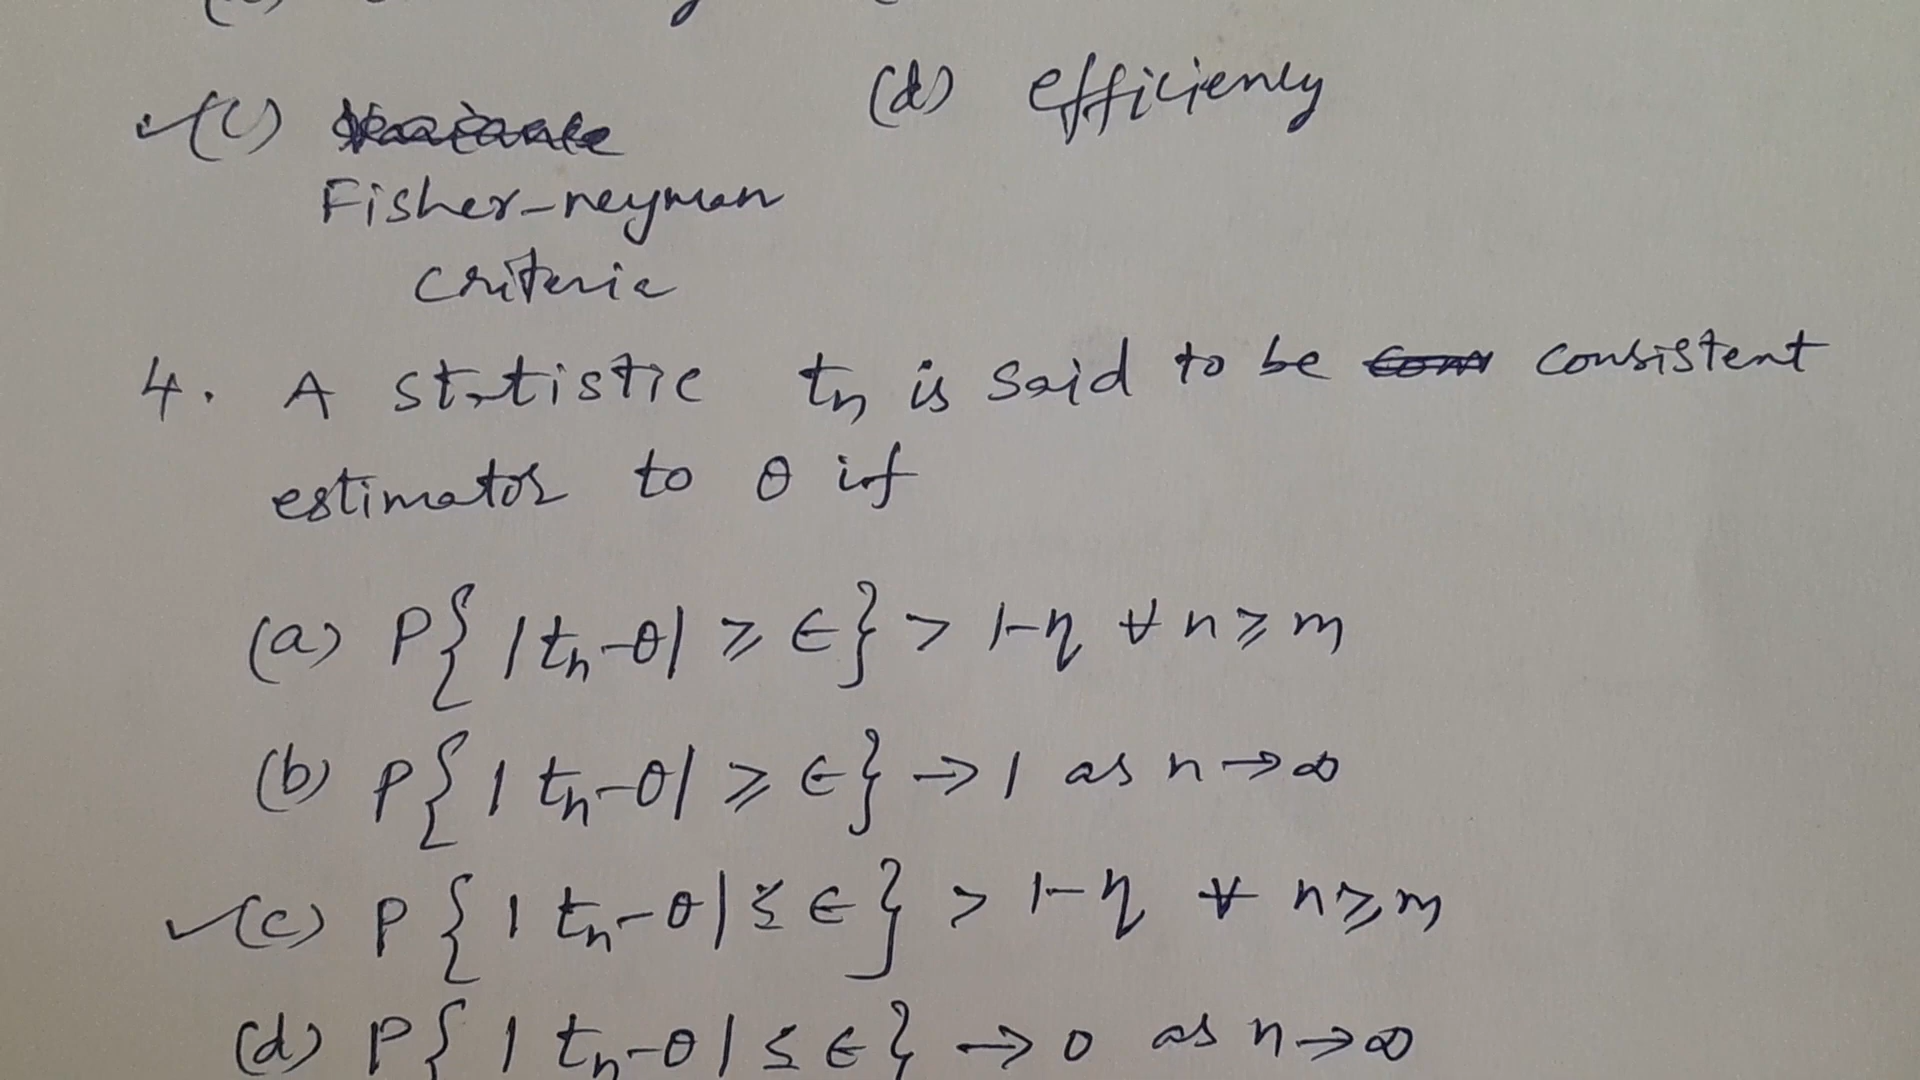 (d) efficiency
✓(c)
Fisher-neyman
criteria
4. A statistic tₙ is said to be consistent
estimator to θ if
(a) P{|tₙ-θ| ≥ ∈} > 1-η ∀ n ≥ m
(b) P{|tₙ-θ| ≥ ∈} → 1 as n → ∞
✓(c) P{|tₙ-θ| ≤ ∈} > 1-η ∀ n ≥ m
(d) P{|tₙ-θ| ≤ ∈} → 0 as n → ∞